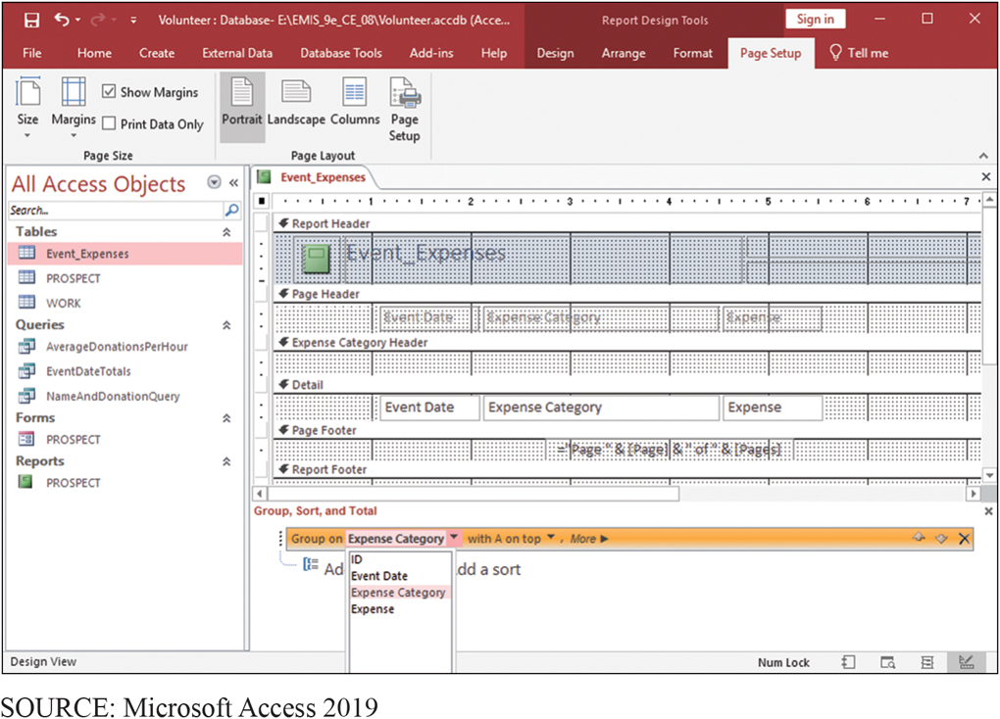 Volunteer : Database- E:\EMIS_9e_CE_08\Volunteer.accdb (Acce...
Report Design Tools
Sign in
File Home Create External Data Database Tools Add-ins Help Design Arrange Format Page Setup Tell me
Size
Margins
Show Margins
Print Data Only
Portrait Landscape Columns Page Setup
Page Size
Page Layout
All Access Objects
Search...
Tables
Event_Expenses
PROSPECT
WORK
Queries
AverageDonationsPerHour
EventDateTotals
NameAndDonationQuery
Forms
PROSPECT
Reports
PROSPECT
Event_Expenses
1 2 3 4 5 6 7
Report Header
Event_Expenses
Page Header
Event Date Expense Category Expense
Expense Category Header
Detail
Event Date Expense Category Expense
Page Footer
="Page " & [Page] & " of " & [Pages]
Report Footer
Group, Sort, and Total
Group on Expense Category with A on top , More
dd a sort
ID
Event Date
Expense Category
Expense
Design View
Num Lock
SOURCE: Microsoft Access 2019